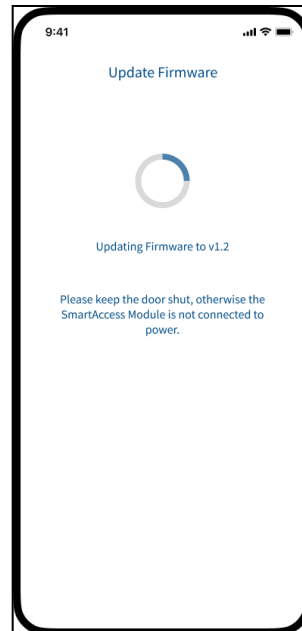 9:41
Update Firmware
Updating Firmware to v1.2
Please keep the door shut, otherwise the
SmartAccess Module is not connected to
power.